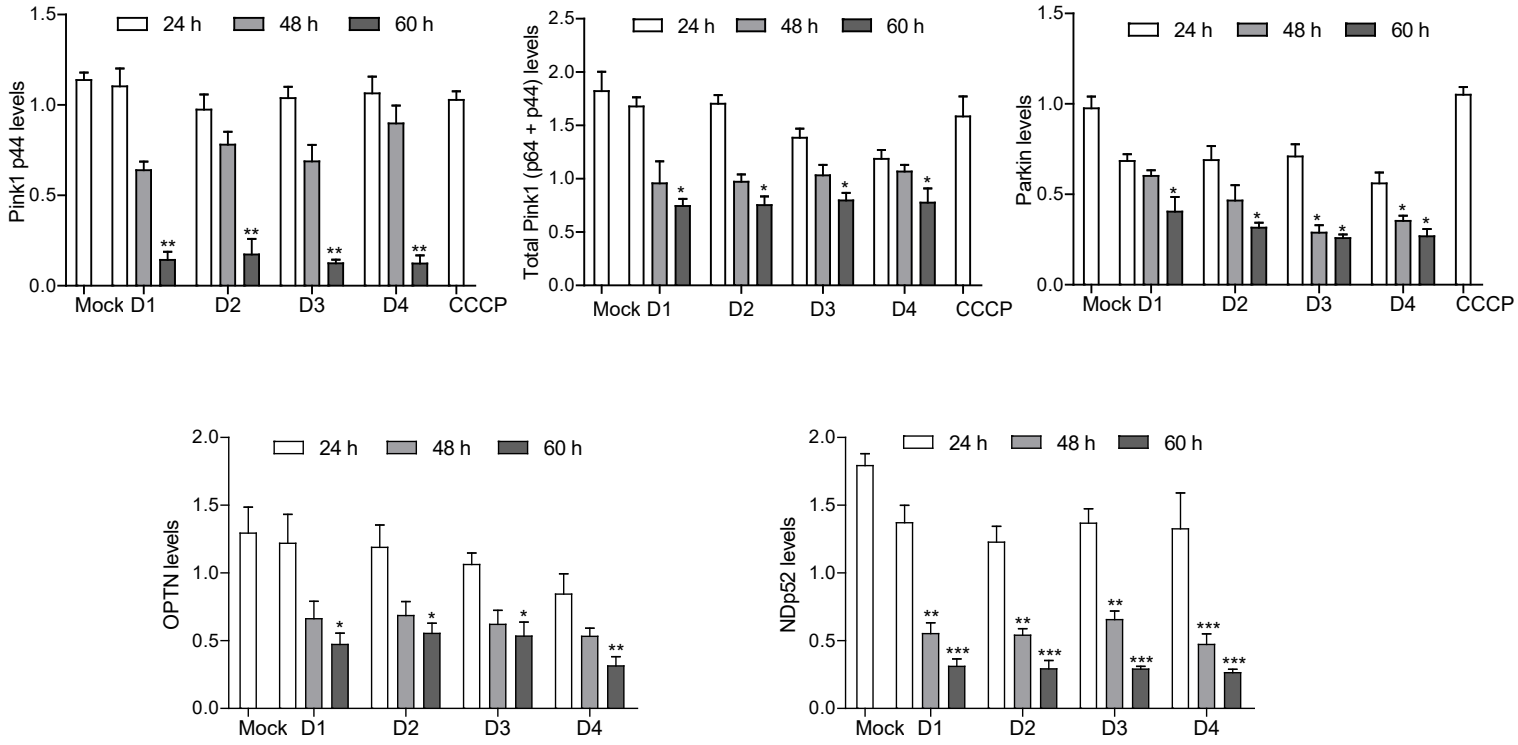 24 h 48 h 60 h
Pink1 p44 levels
1.5
1.0
0.5
0.0
** ** ** **
Mock D1 D2 D3 D4 CCCP
24 h 48 h 60 h
Total Pink1 (p64 + p44) levels
2.5
2.0
1.5
1.0
0.5
0.0
* * * *
Mock D1 D2 D3 D4 CCCP
24 h 48 h 60 h
Parkin levels
1.5
1.0
0.5
0.0
* * * * * *
Mock D1 D2 D3 D4 CCCP
24 h 48 h 60 h
OPTN levels
2.0
1.5
1.0
0.5
0.0
* * * **
Mock D1 D2 D3 D4
24 h 48 h 60 h
NDp52 levels
2.0
1.5
1.0
0.5
0.0
** *** ** *** ** *** *** ***
Mock D1 D2 D3 D4